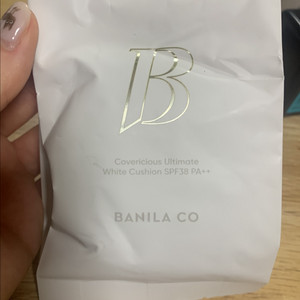 B
Covericious Ultimate
White Cushion SPF38 PA++
BANILA CO